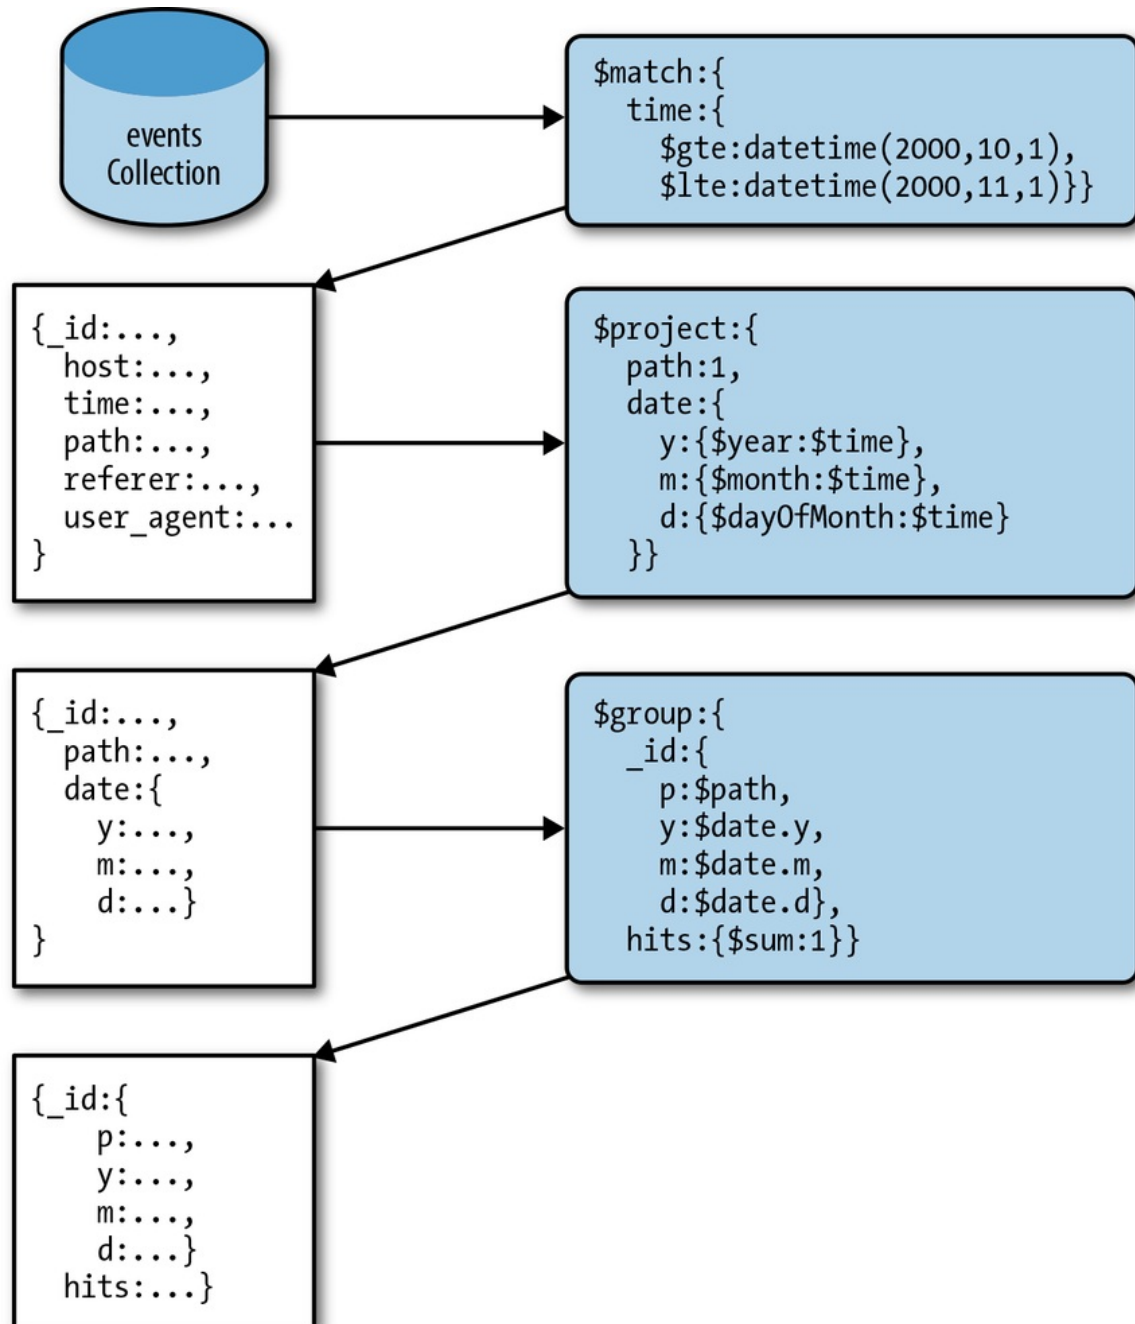 events
Collection
$match:{
  time:{
    $gte:datetime(2000,10,1),
    $lte:datetime(2000,11,1)}}
{_id:...,
  host:...,
  time:...,
  path:...,
  referer:...,
  user_agent:...
}
$project:{
  path:1,
  date:{
    y:{$year:$time},
    m:{$month:$time},
    d:{$dayOfMonth:$time}
  }}
{_id:...,
  path:...,
  date:{
    y:...,
    m:...,
    d:...}
}
$group:{
  _id:{
    p:$path,
    y:$date.y,
    m:$date.m,
    d:$date.d},
  hits:{$sum:1}}
{_id:{
    p:...,
    y:...,
    m:...,
    d:...}
  hits:...}